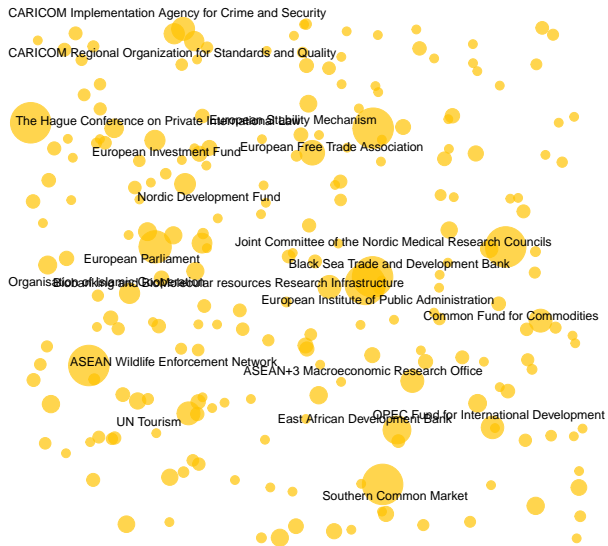 CARICOM Implementation Agency for Crime and Security
CARICOM Regional Organization for Standards and Quality
The Hague Conference on Private International Law
European Stability Mechanism
European Investment Fund
European Free Trade Association
Nordic Development Fund
Joint Committee of the Nordic Medical Research Councils
European Parliament
Black Sea Trade and Development Bank
Organisation of Islamic Cooperation
Biobanking and BioMolecular resources Research Infrastructure
European Institute of Public Administration
Common Fund for Commodities
ASEAN Wildlife Enforcement Network
ASEAN+3 Macroeconomic Research Office
UN Tourism
East African Development Bank
OPEC Fund for International Development
Southern Common Market